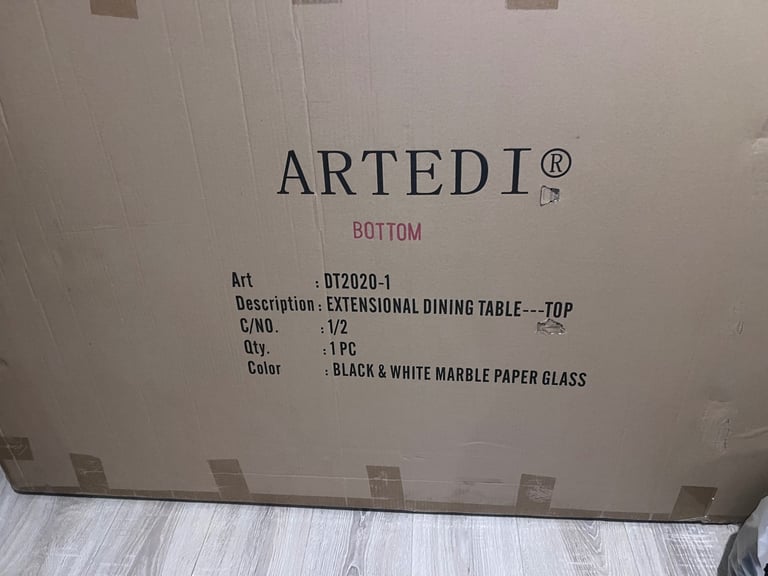 ARTEDI®
BOTTOM
Art : DT2020-1
Description : EXTENSIONAL DINING TABLE---TOP
C/NO. : 1/2
Qty. : 1 PC
Color : BLACK & WHITE MARBLE PAPER GLASS